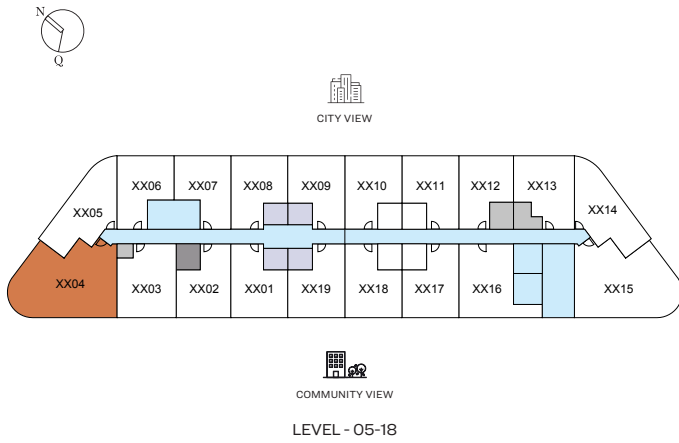 N
Q
CITY VIEW
XX06 XX07 XX08 XX09 XX10 XX11 XX12 XX13
XX05 XX14
XX04 XX03 XX02 XX01 XX19 XX18 XX17 XX16 XX15
COMMUNITY VIEW
LEVEL - 05-18